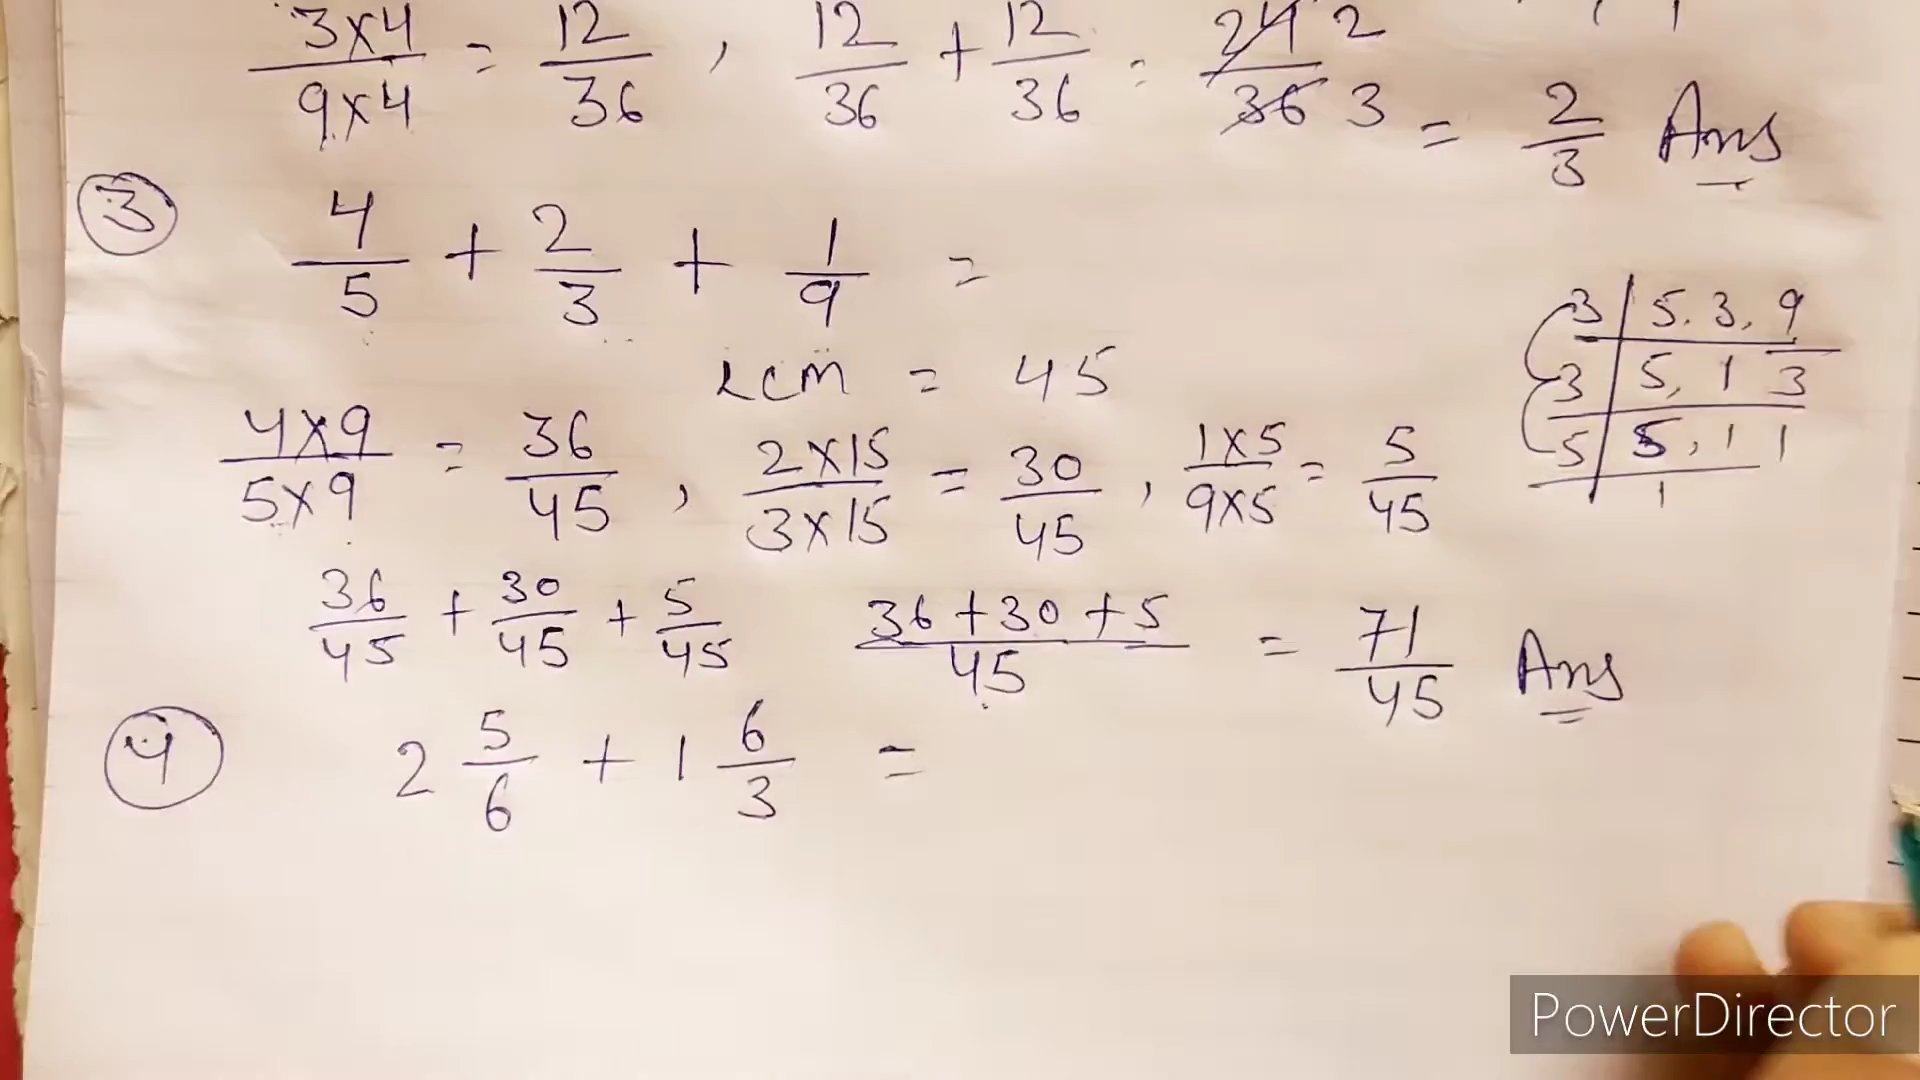 3×4/9×4 = 12/36 , 12/36 + 12/36 = 24/36 2/3 = 2/3 Ans
③ 4/5 + 2/3 + 1/9 =
3 | 5, 3, 9
Lcm = 45
3 | 5, 1 3
4×9/5×9 = 36/45 , 2×15/3×15 = 30/45 , 1×5/9×5 = 5/45
5 | 5, 1 1
1
36/45 + 30/45 + 5/45 36+30+5/45 = 71/45 Ans
④ 2 5/6 + 1 6/3 =
PowerDirector